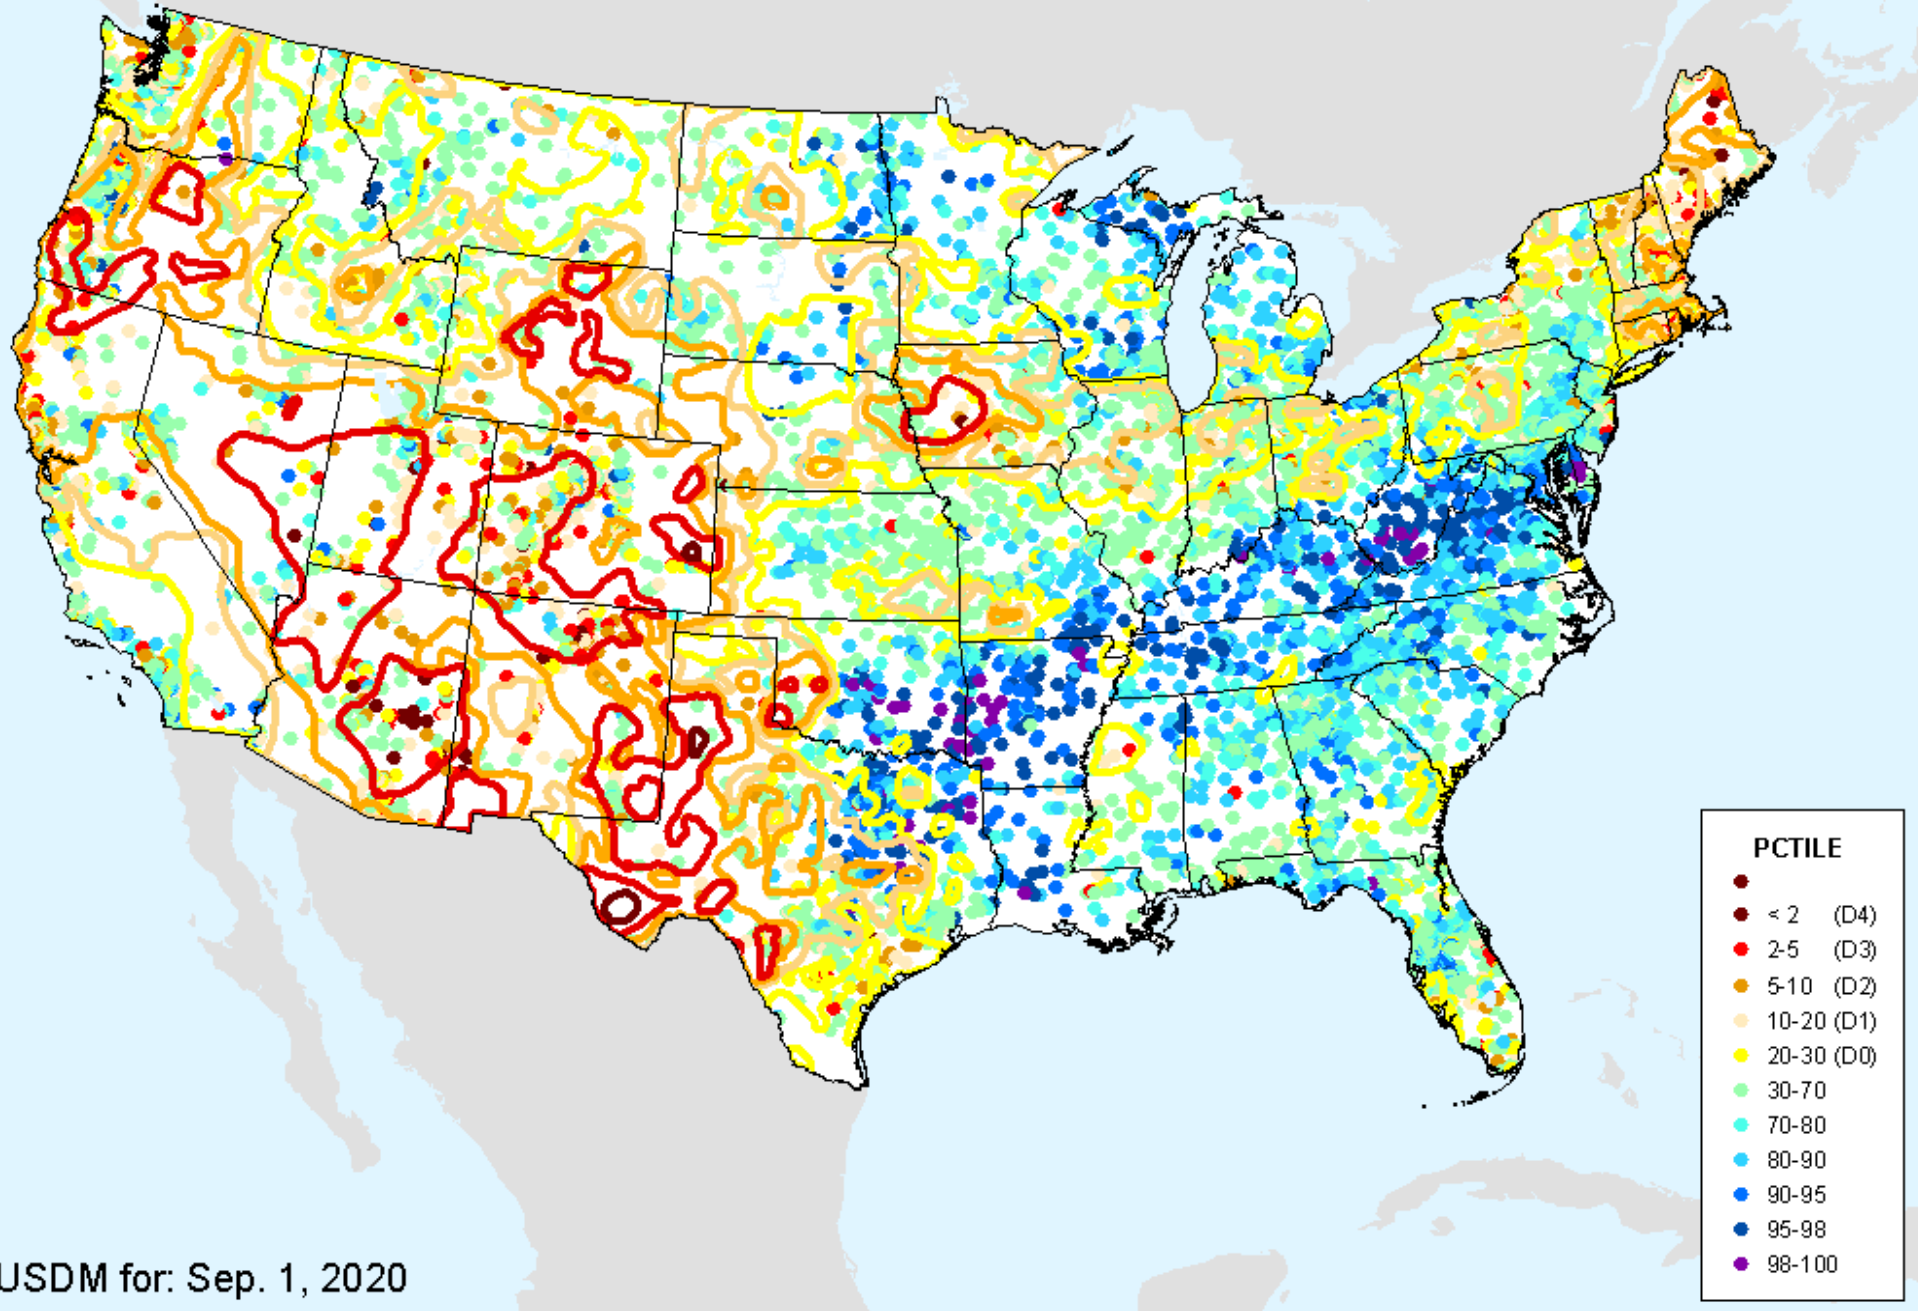 PCTILE
< 2 (D4)
2-5 (D3)
5-10 (D2)
10-20 (D1)
20-30 (D0)
30-70
70-80
80-90
90-95
95-98
98-100
USDM for: Sep. 1, 2020